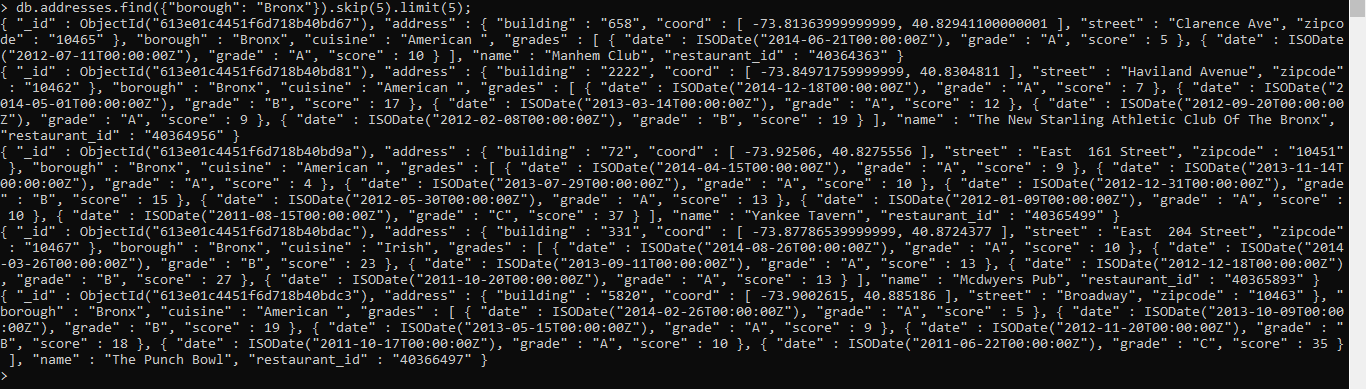 > db.addresses.find({"borough": "Bronx"}).skip(5).limit(5);
{ "_id" : ObjectId("613e01c4451f6d718b40bd67"), "address" : { "building" : "658", "coord" : [ -73.81363999999999, 40.82941100000001 ], "street" : "Clarence Ave", "zipcod
e" : "10465" }, "borough" : "Bronx", "cuisine" : "American ", "grades" : [ { "date" : ISODate("2014-06-21T00:00:00Z"), "grade" : "A", "score" : 5 }, { "date" : ISODate
("2012-07-11T00:00:00Z"), "grade" : "A", "score" : 10 } ], "name" : "Manhem Club", "restaurant_id" : "40364363" }
{ "_id" : ObjectId("613e01c4451f6d718b40bd81"), "address" : { "building" : "2222", "coord" : [ -73.84971759999999, 40.8304811 ], "street" : "Haviland Avenue", "zipcode"
 : "10462" }, "borough" : "Bronx", "cuisine" : "American ", "grades" : [ { "date" : ISODate("2014-12-18T00:00:00Z"), "grade" : "A", "score" : 7 }, { "date" : ISODate("2
014-05-01T00:00:00Z"), "grade" : "B", "score" : 17 }, { "date" : ISODate("2013-03-14T00:00:00Z"), "grade" : "A", "score" : 12 }, { "date" : ISODate("2012-09-20T00:00:00
Z"), "grade" : "A", "score" : 9 }, { "date" : ISODate("2012-02-08T00:00:00Z"), "grade" : "B", "score" : 19 } ], "name" : "The New Starling Athletic Club Of The Bronx",
"restaurant_id" : "40364956" }
{ "_id" : ObjectId("613e01c4451f6d718b40bd9a"), "address" : { "building" : "72", "coord" : [ -73.92506, 40.8275556 ], "street" : "East  161 Street", "zipcode" : "10451"
 }, "borough" : "Bronx", "cuisine" : "American ", "grades" : [ { "date" : ISODate("2014-04-15T00:00:00Z"), "grade" : "A", "score" : 9 }, { "date" : ISODate("2013-11-14T
00:00:00Z"), "grade" : "A", "score" : 4 }, { "date" : ISODate("2013-07-29T00:00:00Z"), "grade" : "A", "score" : 10 }, { "date" : ISODate("2012-12-31T00:00:00Z"), "grade
" : "B", "score" : 15 }, { "date" : ISODate("2012-05-30T00:00:00Z"), "grade" : "A", "score" : 13 }, { "date" : ISODate("2012-01-09T00:00:00Z"), "grade" : "A", "score" :
 10 }, { "date" : ISODate("2011-08-15T00:00:00Z"), "grade" : "C", "score" : 37 } ], "name" : "Yankee Tavern", "restaurant_id" : "40365499" }
{ "_id" : ObjectId("613e01c4451f6d718b40bdac"), "address" : { "building" : "331", "coord" : [ -73.87786539999999, 40.8724377 ], "street" : "East  204 Street", "zipcode"
 : "10467" }, "borough" : "Bronx", "cuisine" : "Irish", "grades" : [ { "date" : ISODate("2014-08-26T00:00:00Z"), "grade" : "A", "score" : 10 }, { "date" : ISODate("2014
-03-26T00:00:00Z"), "grade" : "B", "score" : 23 }, { "date" : ISODate("2013-09-11T00:00:00Z"), "grade" : "A", "score" : 13 }, { "date" : ISODate("2012-12-18T00:00:00Z"),
 "grade" : "B", "score" : 27 }, { "date" : ISODate("2011-10-20T00:00:00Z"), "grade" : "A", "score" : 13 } ], "name" : "Mcdwyers Pub", "restaurant_id" : "40365893" }
{ "_id" : ObjectId("613e01c4451f6d718b40bdc3"), "address" : { "building" : "5820", "coord" : [ -73.9002615, 40.885186 ], "street" : "Broadway", "zipcode" : "10463" }, "
borough" : "Bronx", "cuisine" : "American ", "grades" : [ { "date" : ISODate("2014-02-26T00:00:00Z"), "grade" : "A", "score" : 5 }, { "date" : ISODate("2013-10-09T00:00
:00Z"), "grade" : "B", "score" : 19 }, { "date" : ISODate("2013-05-15T00:00:00Z"), "grade" : "A", "score" : 9 }, { "date" : ISODate("2012-11-20T00:00:00Z"), "grade" : "
B", "score" : 18 }, { "date" : ISODate("2011-10-17T00:00:00Z"), "grade" : "A", "score" : 10 }, { "date" : ISODate("2011-06-22T00:00:00Z"), "grade" : "C", "score" : 35 }
 ], "name" : "The Punch Bowl", "restaurant_id" : "40366497" }
>